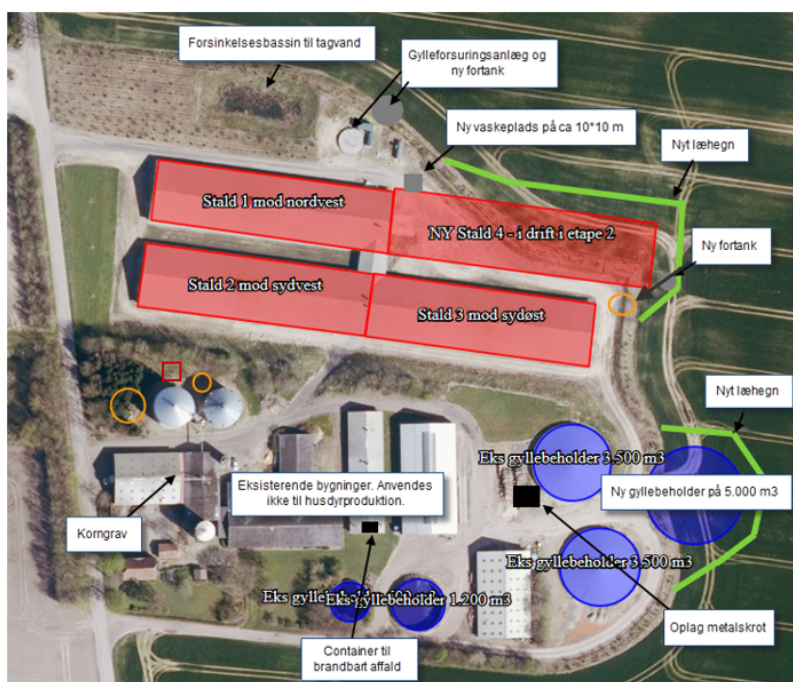 Forsinkelsesbassin til tagvand
Gylleforsuringsanlæg og
ny fortank
Ny vaskeplads på ca 10*10 m
Nyt læhegn
Stald 1 mod nordvest
NY Stald 4 - i drift i etape 2
Ny fortank
Stald 2 mod sydvest
Stald 3 mod sydøst
Nyt læhegn
Eks gyllebeholder 3.500 m3
Eksisterende bygninger. Anvendes
ikke til husdyrproduktion.
Ny gyllebeholder på 5.000 m3
Korngrav
Eks gyllebeholder 3.500 m3
Eks gyllebeholder
Eks gyllebeholder 1.200 m3
Oplag metalskrot
Container til
brandbart affald